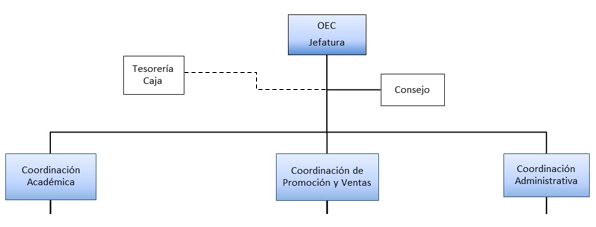 OEC
Jefatura
Tesorería
Caja
Consejo
Coordinación
Académica
Coordinación de
Promoción y Ventas
Coordinación
Administrativa